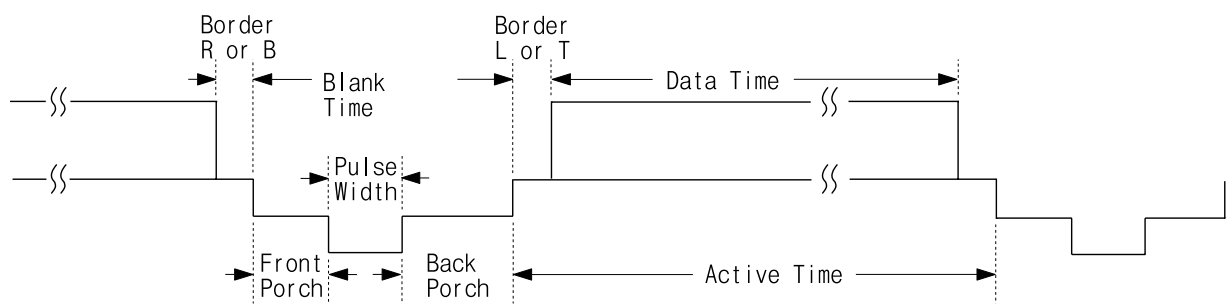 Border
R or B
Border
L or T
Blank
Time
Data Time
Pulse
Width
Front
Porch
Back
Porch
Active Time